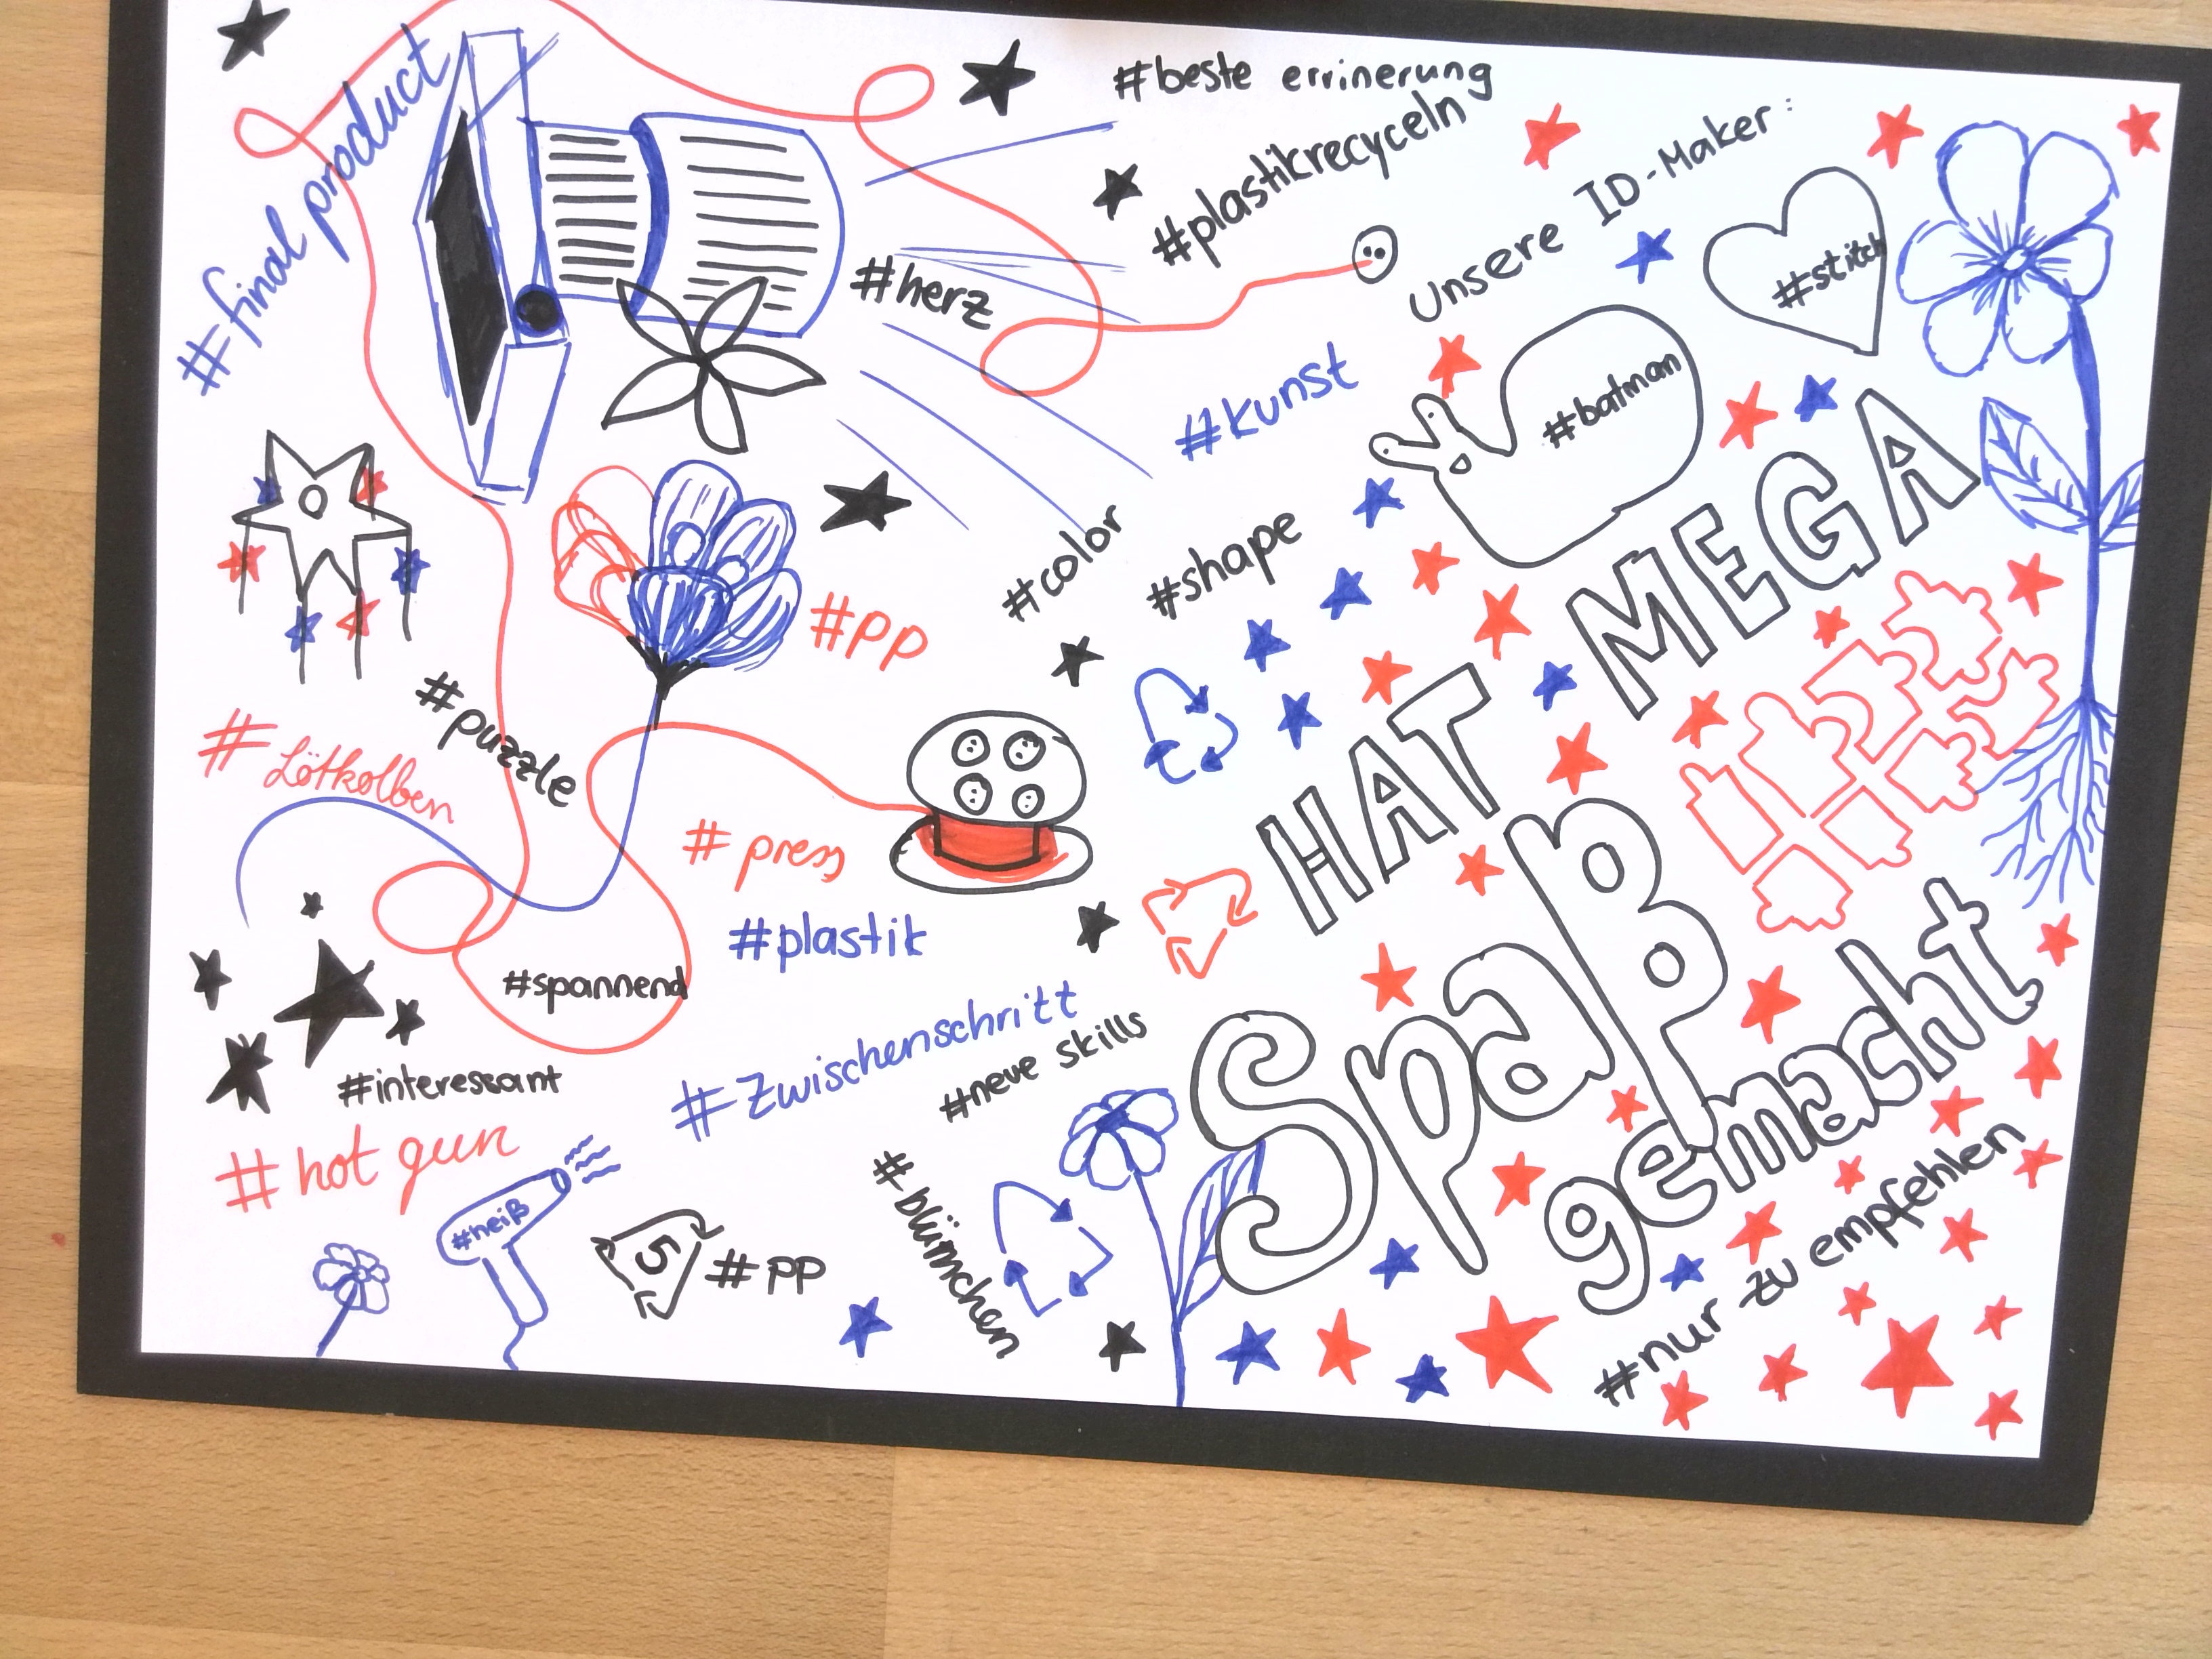 #final product
#beste errinerung
#plastikrecyceln
Unsere ID-Maker:
#stitch
#batman
#herz
#kunst
#color
#shape
#pp
#puzzle
#Lötkolben
#press
#plastik
#spannend
#Zwischenschritt
#neue skills
#interessant
#hot gun
#heiß
5
#PP
#blümchen
HAT MEGA
Spaß
gemacht
#nur zu empfehlen